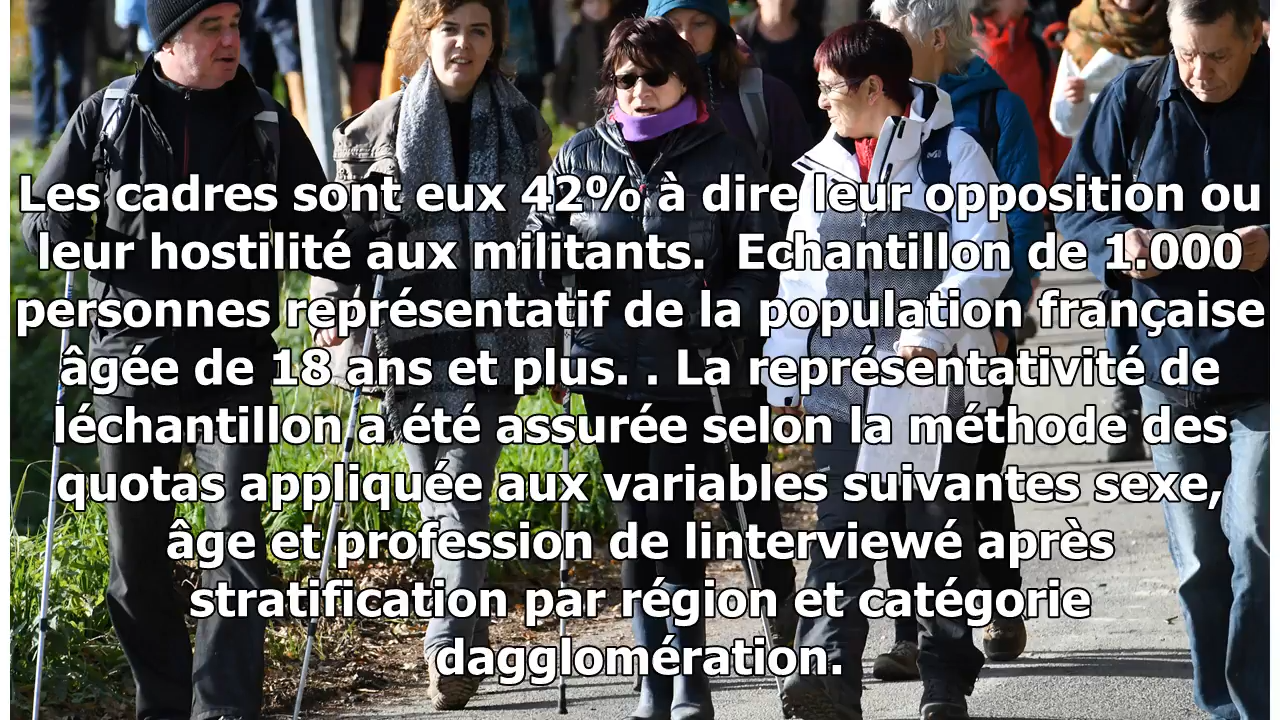 Les cadres sont eux 42% à dire leur opposition ou
leur hostilité aux militants.  Echantillon de 1.000
personnes représentatif de la population française
âgée de 18 ans et plus. . La représentativité de
léchantillon a été assurée selon la méthode des
quotas appliquée aux variables suivantes sexe,
âge et profession de linterviewé après
stratification par région et catégorie
dagglomération.